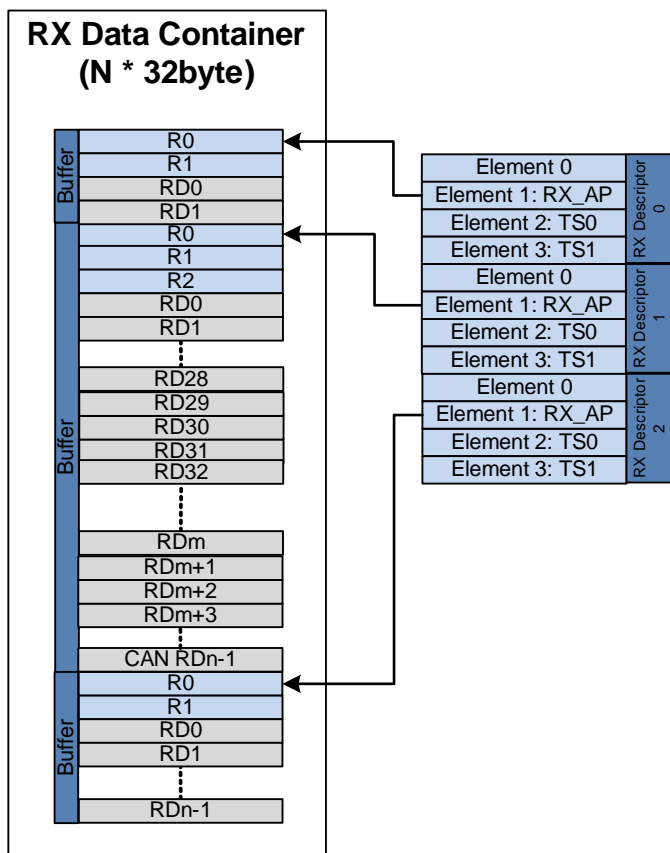 RX Data Container
(N * 32byte)
Buffer
R0
R1
RD0
RD1
Buffer
R0
R1
R2
RD0
RD1
RD28
RD29
RD30
RD31
RD32
RDm
RDm+1
RDm+2
RDm+3
CAN RDn-1
Buffer
R0
R1
RD0
RD1
RDn-1
Element 0
Element 1: RX_AP
Element 2: TS0
Element 3: TS1
RX Descriptor
0
Element 0
Element 1: RX_AP
Element 2: TS0
Element 3: TS1
RX Descriptor
1
Element 0
Element 1: RX_AP
Element 2: TS0
Element 3: TS1
RX Descriptor
2